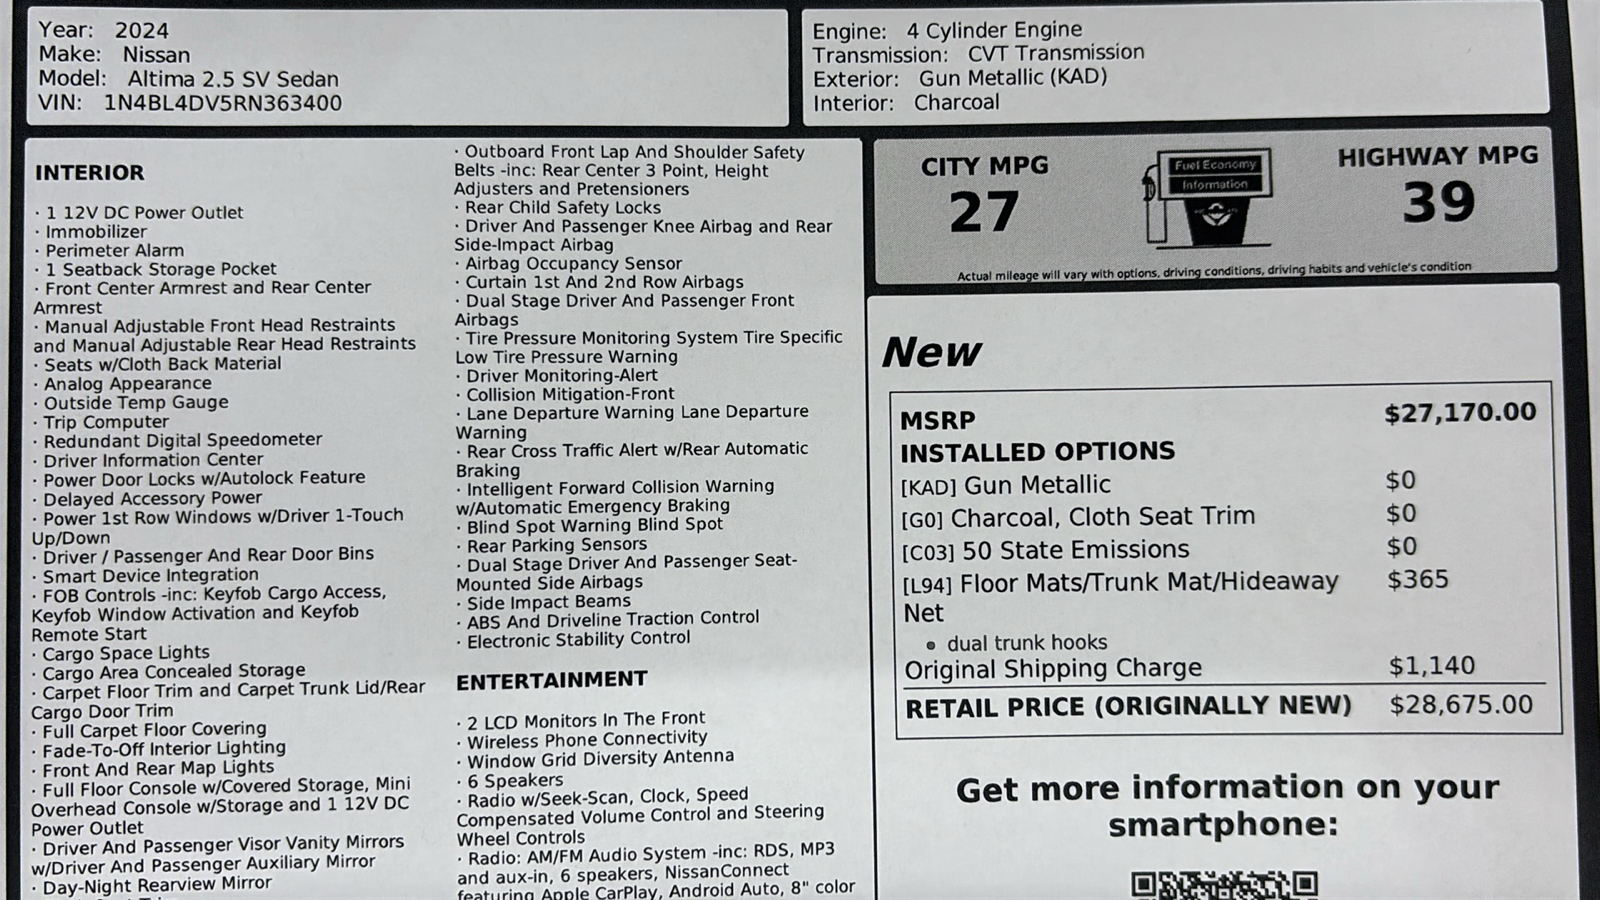 Year: 2024
Make: Nissan
Model: Altima 2.5 SV Sedan
VIN: 1N4BL4DV5RN363400
Engine: 4 Cylinder Engine
Transmission: CVT Transmission
Exterior: Gun Metallic (KAD)
Interior: Charcoal
INTERIOR
· 1 12V DC Power Outlet
· Immobilizer
· Perimeter Alarm
· 1 Seatback Storage Pocket
· Front Center Armrest and Rear Center
Armrest
· Manual Adjustable Front Head Restraints
and Manual Adjustable Rear Head Restraints
· Seats w/Cloth Back Material
· Analog Appearance
· Outside Temp Gauge
· Trip Computer
· Redundant Digital Speedometer
· Driver Information Center
· Power Door Locks w/Autolock Feature
· Delayed Accessory Power
· Power 1st Row Windows w/Driver 1-Touch
Up/Down
· Driver / Passenger And Rear Door Bins
· Smart Device Integration
· FOB Controls -inc: Keyfob Cargo Access,
Keyfob Window Activation and Keyfob
Remote Start
· Cargo Space Lights
· Cargo Area Concealed Storage
· Carpet Floor Trim and Carpet Trunk Lid/Rear
Cargo Door Trim
· Full Carpet Floor Covering
· Fade-To-Off Interior Lighting
· Front And Rear Map Lights
· Full Floor Console w/Covered Storage, Mini
Overhead Console w/Storage and 1 12V DC
Power Outlet
· Driver And Passenger Visor Vanity Mirrors
w/Driver And Passenger Auxiliary Mirror
· Day-Night Rearview Mirror
· Outboard Front Lap And Shoulder Safety
Belts -inc: Rear Center 3 Point, Height
Adjusters and Pretensioners
· Rear Child Safety Locks
· Driver And Passenger Knee Airbag and Rear
Side-Impact Airbag
· Airbag Occupancy Sensor
· Curtain 1st And 2nd Row Airbags
· Dual Stage Driver And Passenger Front
Airbags
· Tire Pressure Monitoring System Tire Specific
Low Tire Pressure Warning
· Driver Monitoring-Alert
· Collision Mitigation-Front
· Lane Departure Warning Lane Departure
Warning
· Rear Cross Traffic Alert w/Rear Automatic
Braking
· Intelligent Forward Collision Warning
w/Automatic Emergency Braking
· Blind Spot Warning Blind Spot
· Rear Parking Sensors
· Dual Stage Driver And Passenger Seat-
Mounted Side Airbags
· Side Impact Beams
· ABS And Driveline Traction Control
· Electronic Stability Control
ENTERTAINMENT
· 2 LCD Monitors In The Front
· Wireless Phone Connectivity
· Window Grid Diversity Antenna
· 6 Speakers
· Radio w/Seek-Scan, Clock, Speed
Compensated Volume Control and Steering
Wheel Controls
· Radio: AM/FM Audio System -inc: RDS, MP3
and aux-in, 6 speakers, NissanConnect
featuring Apple CarPlay, Android Auto, 8" color
CITY MPG
27
Fuel Economy
Information
HIGHWAY MPG
39
Actual mileage will vary with options, driving conditions, driving habits and vehicle's condition
New
MSRP $27,170.00
INSTALLED OPTIONS
[KAD] Gun Metallic $0
[G0] Charcoal, Cloth Seat Trim $0
[C03] 50 State Emissions $0
[L94] Floor Mats/Trunk Mat/Hideaway $365
Net
• dual trunk hooks
Original Shipping Charge $1,140
RETAIL PRICE (ORIGINALLY NEW) $28,675.00
Get more information on your
smartphone: